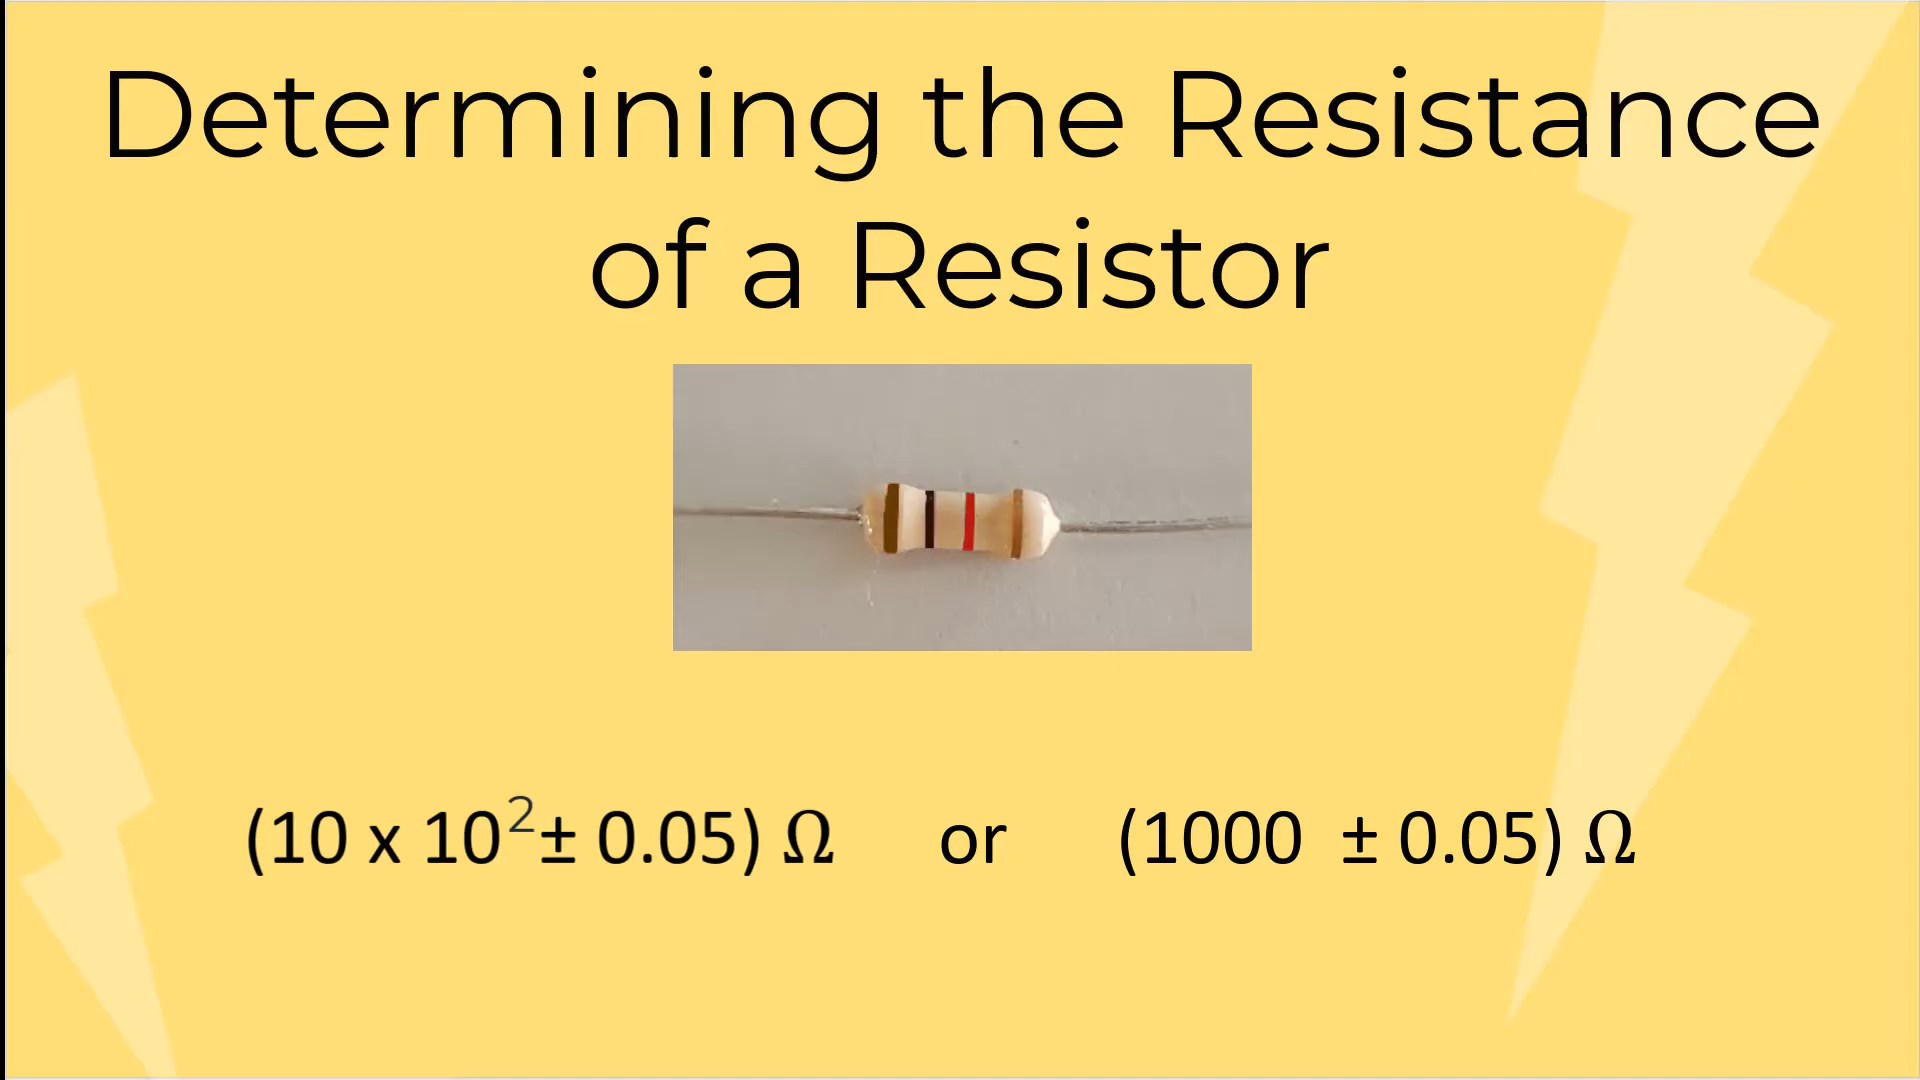 Determining the Resistance
of a Resistor
(10 x 10² ± 0.05) Ω or (1000 ± 0.05) Ω